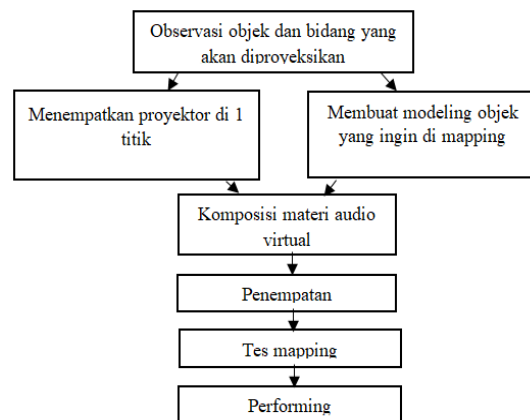 Observasi objek dan bidang yang
akan diproyeksikan
Menempatkan proyektor di 1
titik
Membuat modeling objek
yang ingin di mapping
Komposisi materi audio
virtual
Penempatan
Tes mapping
Performing